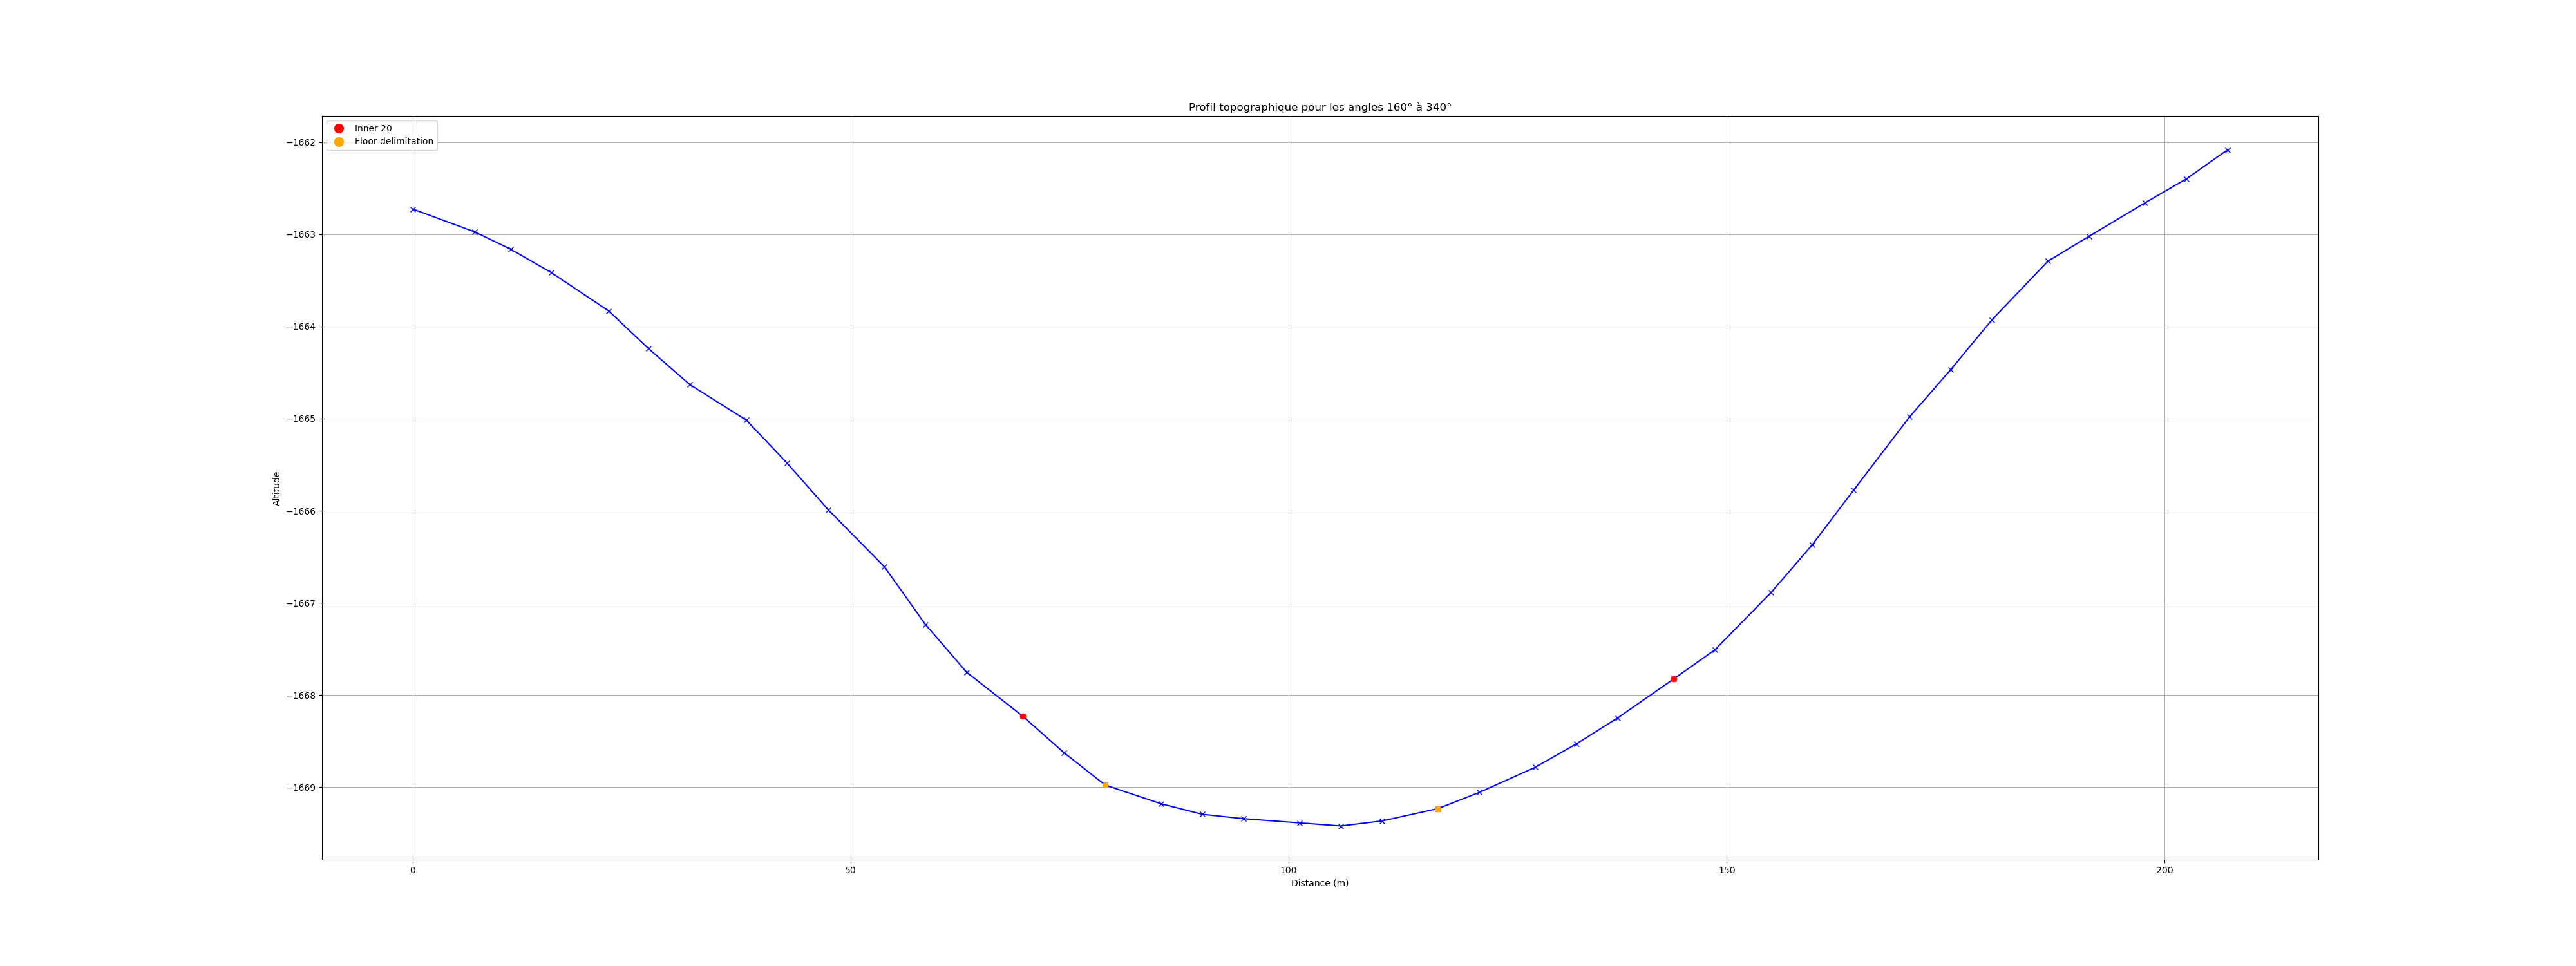 Profil topographique pour les angles 160° à 340°
Inner 20
Floor delimitation
−1662
−1663
−1664
−1665
−1666
−1667
−1668
−1669
Altitude
0 50 100 150 200
Distance (m)